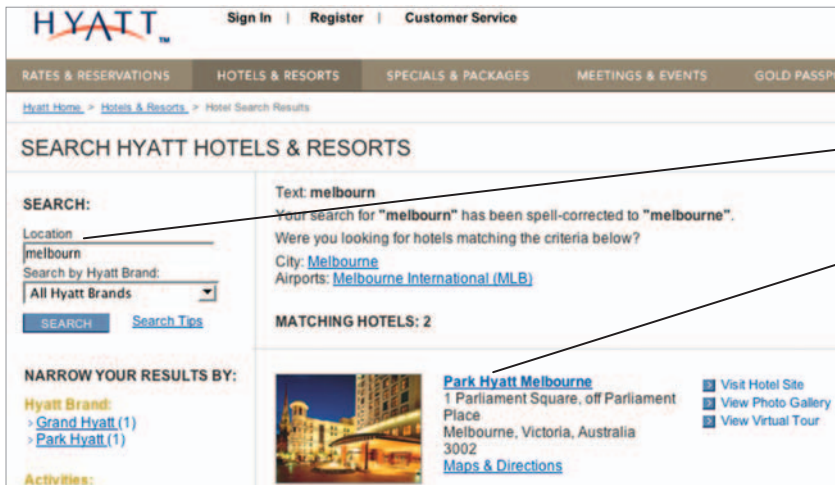 HYATT TM
Sign In | Register | Customer Service
RATES & RESERVATIONS HOTELS & RESORTS SPECIALS & PACKAGES MEETINGS & EVENTS GOLD PASSP
Hyatt Home > Hotels & Resorts > Hotel Search Results
SEARCH HYATT HOTELS & RESORTS
SEARCH:
Location
melbourn
Search by Hyatt Brand:
All Hyatt Brands
SEARCH Search Tips
NARROW YOUR RESULTS BY:
Hyatt Brand:
> Grand Hyatt (1)
> Park Hyatt (1)
Activities:
Text: melbourn
Your search for "melbourn" has been spell-corrected to "melbourne".
Were you looking for hotels matching the criteria below?
City: Melbourne
Airports: Melbourne International (MLB)
MATCHING HOTELS: 2
Park Hyatt Melbourne
1 Parliament Square, off Parliament
Place
Melbourne, Victoria, Australia
3002
Maps & Directions
Visit Hotel Site
View Photo Gallery
View Virtual Tour